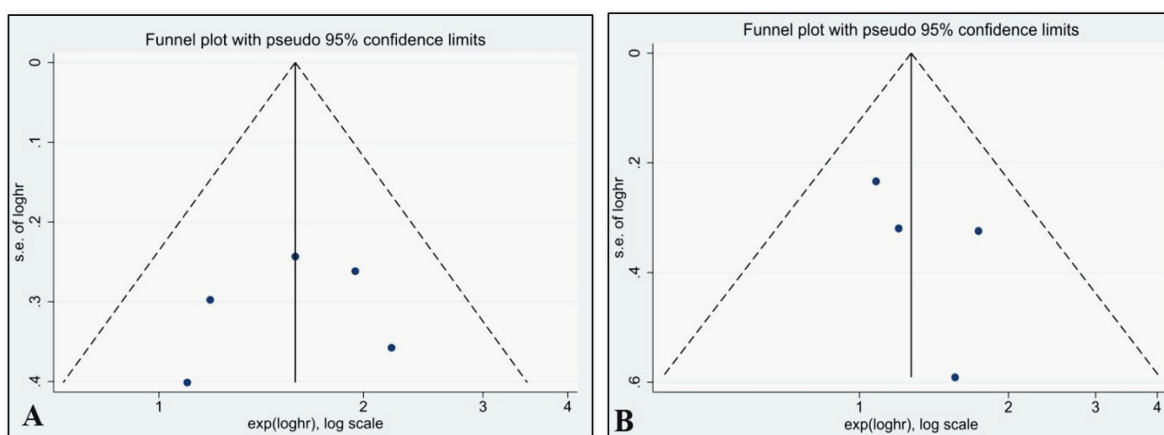 Funnel plot with pseudo 95% confidence limits
s.e. of loghr
0
.1
.2
.3
.4
1
2
3
4
exp(loghr), log scale
A
Funnel plot with pseudo 95% confidence limits
s.e. of loghr
0
.2
.4
.6
1
2
3
4
exp(loghr), log scale
B